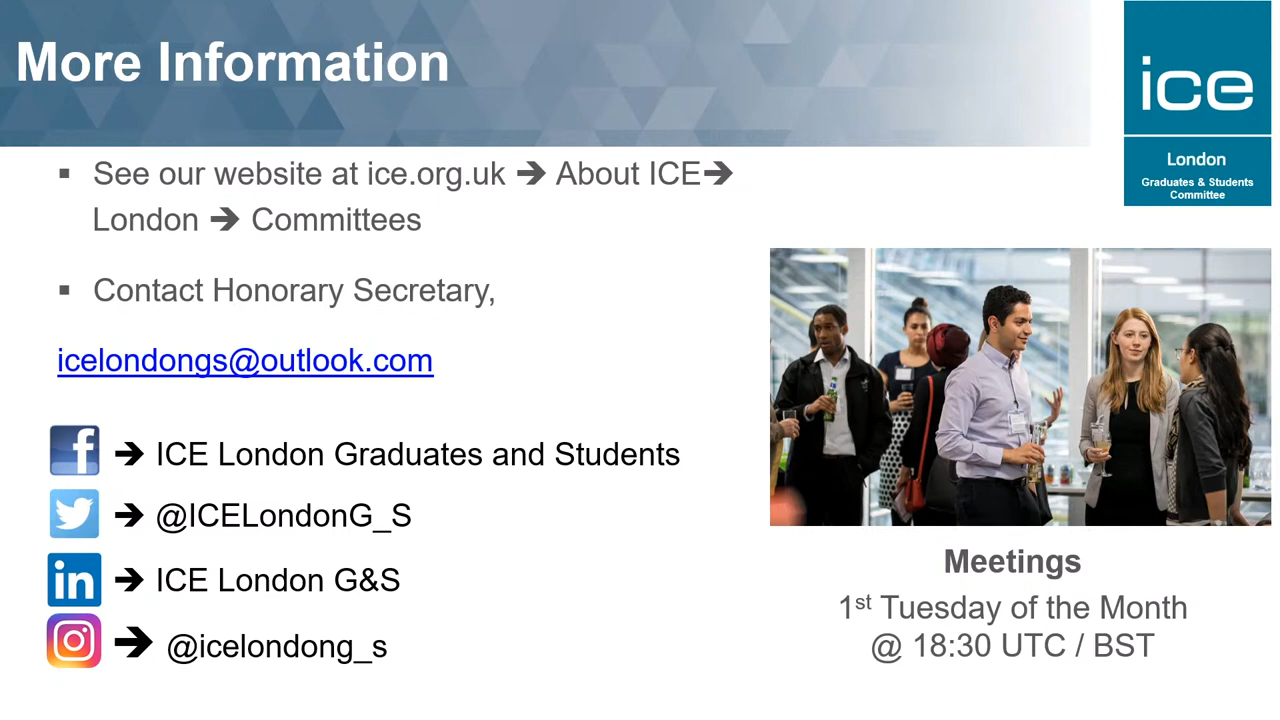 More Information
ice
London
Graduates & Students
Committee
▪ See our website at ice.org.uk ➔ About ICE➔
London ➔ Committees
▪ Contact Honorary Secretary,
icelondongs@outlook.com
f ➔ ICE London Graduates and Students
➔ @ICELondonG_S
in ➔ ICE London G&S
➔ @icelondong_s
Meetings
1st Tuesday of the Month
@ 18:30 UTC / BST